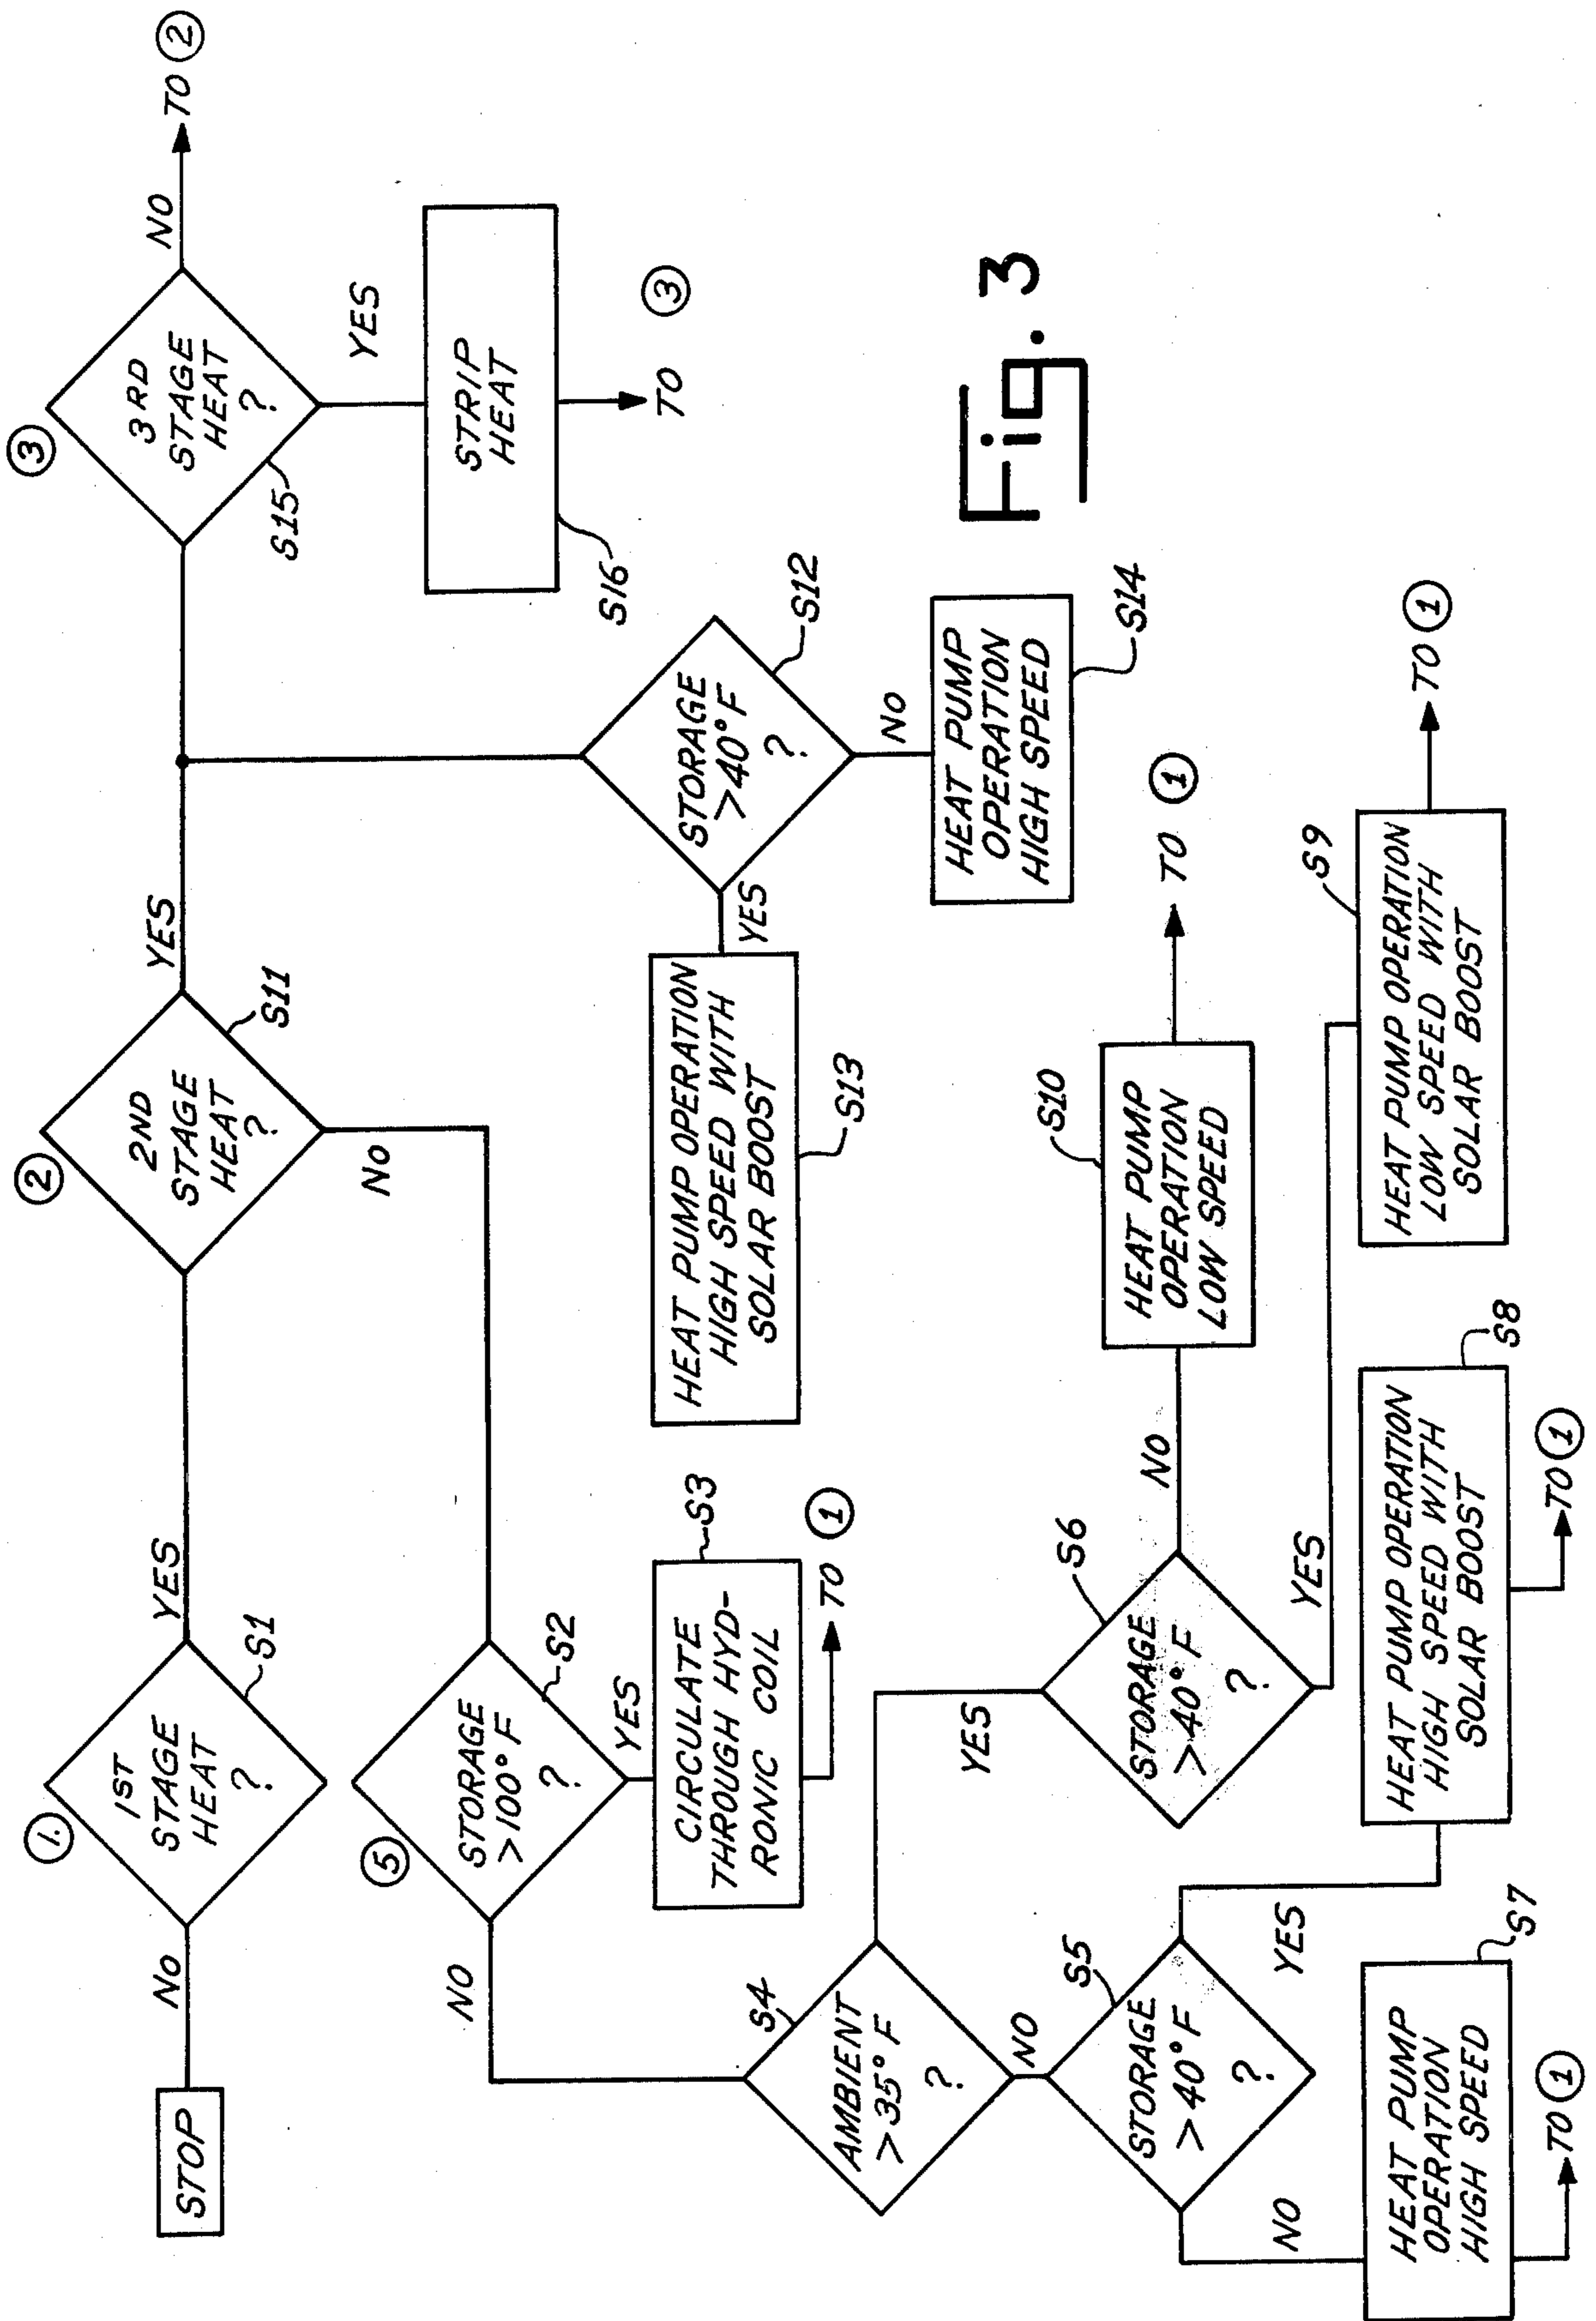 STOP
NO
1.
1ST
STAGE
HEAT
?
S1
YES
2
2ND
STAGE
HEAT
?
S11
YES
3
3RD
STAGE
HEAT
?
S15
NO
TO 2
YES
STRIP
HEAT
S16
TO 3
NO
5
STORAGE
>100°F
?
S2
YES
CIRCULATE
THROUGH HYD-
RONIC COIL
S3
TO 1
STORAGE
>40°F
?
S12
YES
HEAT PUMP OPERATION
HIGH SPEED WITH
SOLAR BOOST
S13
NO
HEAT PUMP
OPERATION
HIGH SPEED
S14
NO
AMBIENT
>35°F
?
S4
YES
STORAGE
>40°F
?
S6
NO
HEAT PUMP
OPERATION
LOW SPEED
S10
TO 1
YES
HEAT PUMP OPERATION
LOW SPEED WITH
SOLAR BOOST
S9
TO 1
NO
STORAGE
>40°F
?
S5
YES
HEAT PUMP OPERATION
HIGH SPEED WITH
SOLAR BOOST
S8
TO 1
NO
HEAT PUMP
OPERATION
HIGH SPEED
S7
TO 1
Fig. 3